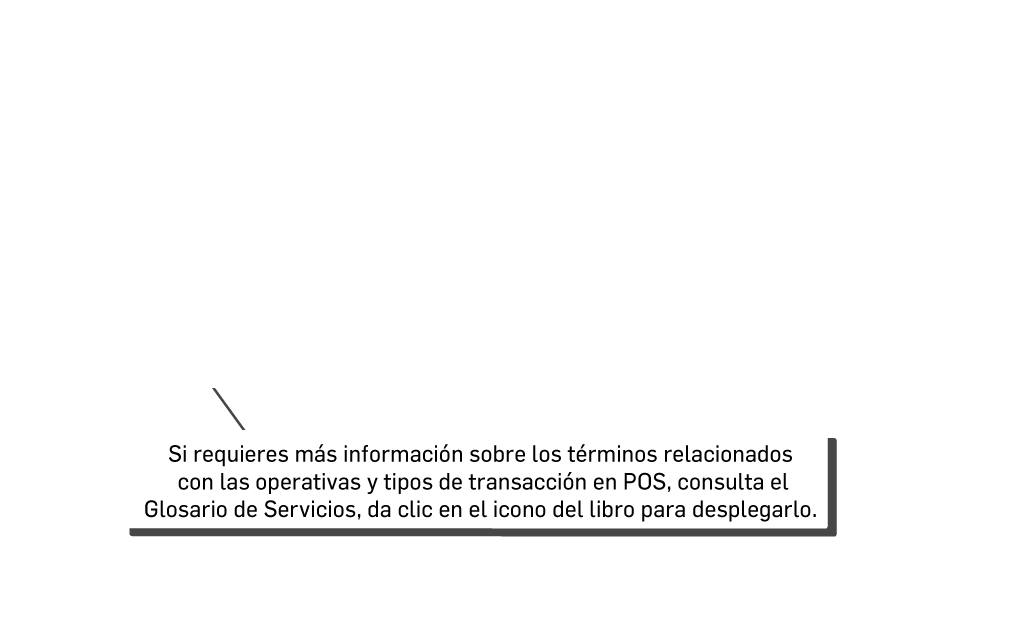 Si requieres más información sobre los términos relacionados
con las operativas y tipos de transacción en POS, consulta el
Glosario de Servicios, da clic en el icono del libro para desplegarlo.